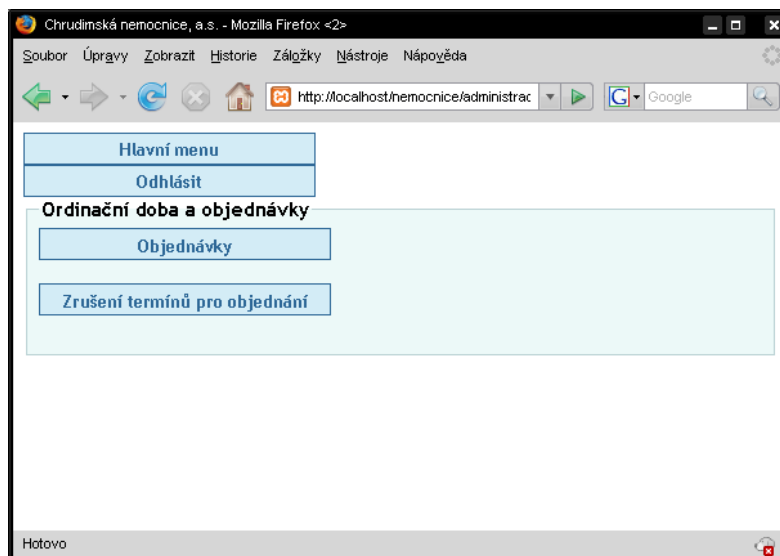 Chrudimská nemocnice, a.s. - Mozilla Firefox <2>
Soubor Úpravy Zobrazit Historie Záložky Nástroje Nápověda
http://localhost/nemocnice/administrac G Google
Hlavní menu
Odhlásit
Ordinační doba a objednávky
Objednávky
Zrušení termínů pro objednání
Hotovo